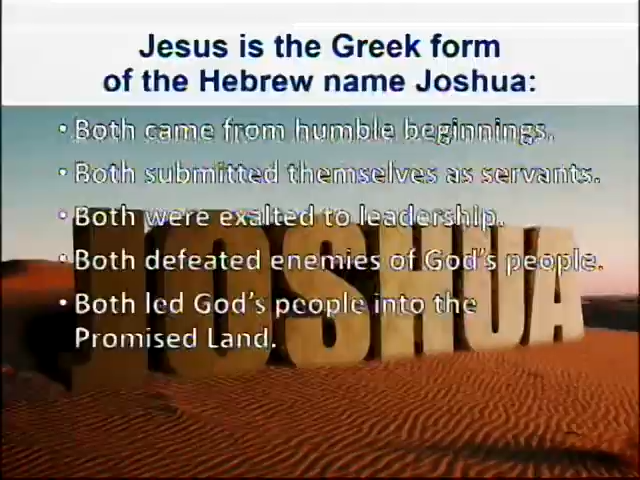 Jesus is the Greek form
of the Hebrew name Joshua:
• Both came from humble beginnings.
• Both submitted themselves as servants.
• Both were exalted to leadership.
• Both defeated enemies of God's people.
• Both led God's people into the
Promised Land.
JOSHUA